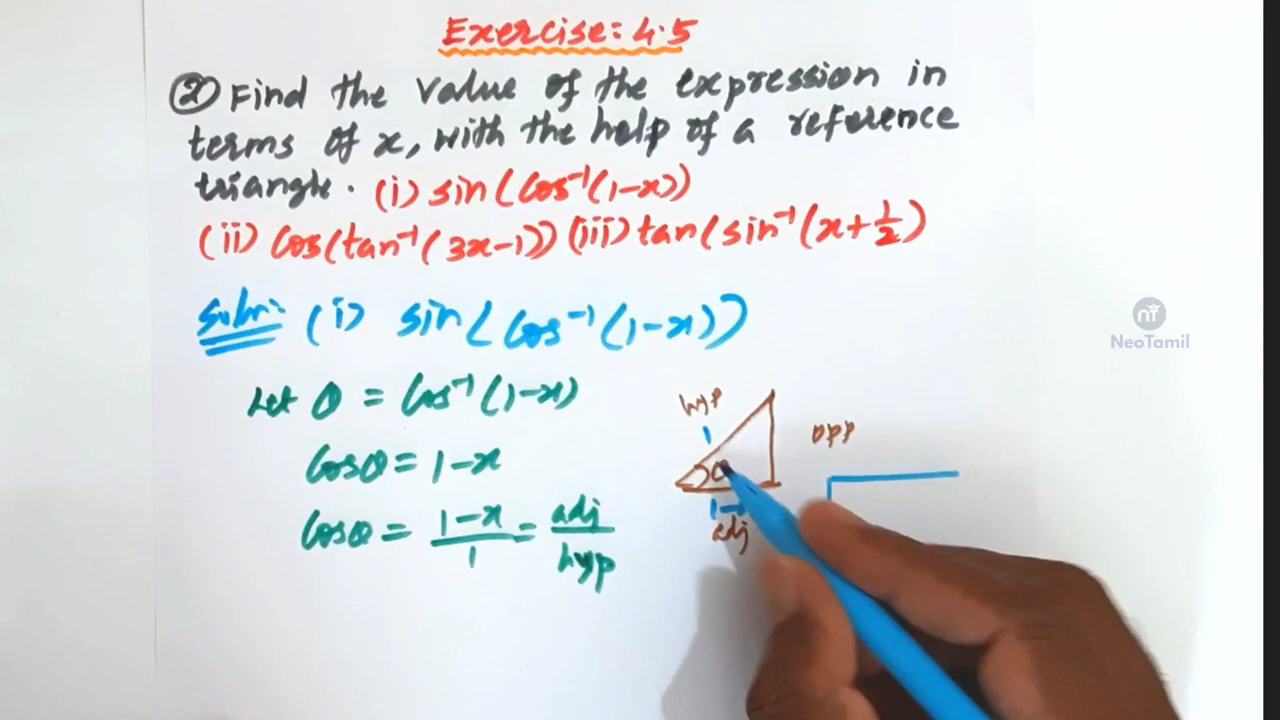 Exercise: 4.5
② Find the value of the expression in
terms of x, with the help of a reference
triangle. (i) sin(cos⁻¹(1-x))
(ii) cos(tan⁻¹(3x-1)) (iii) tan(sin⁻¹(x+1/2)
Soln:- (i) sin(cos⁻¹(1-x))
Let θ = cos⁻¹(1-x)
cosθ = 1-x
cosθ = 1-x/1 = adj/hyp
hyp
1
θ
opp
1-
adj
nT
NeoTamil